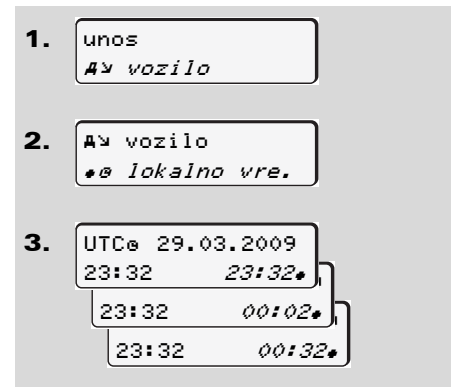 1.
unos
vozilo
2.
vozilo
lokalno vre.
3.
UTC 29.03.2009
23:32 23:32
23:32 00:02
23:32 00:32